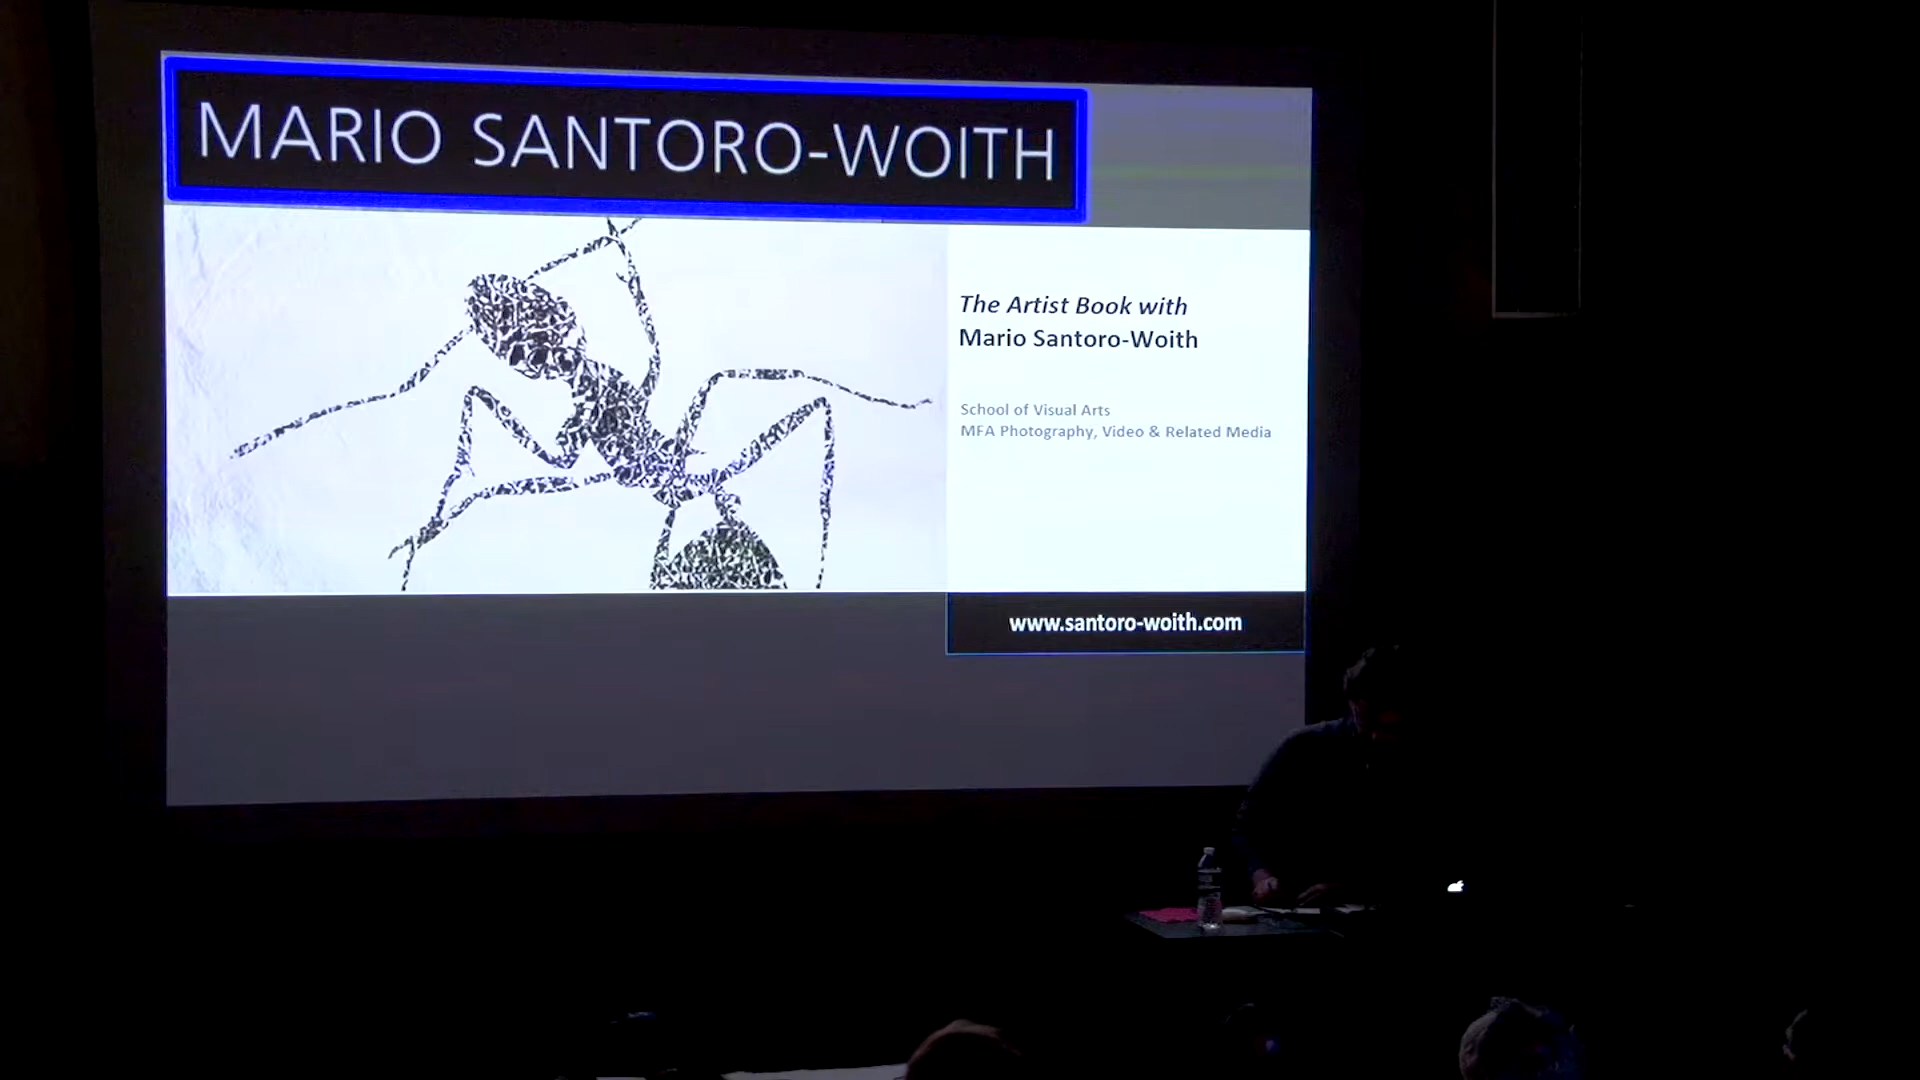 MARIO SANTORO-WOITH
The Artist Book with
Mario Santoro-Woith
School of Visual Arts
MFA Photography, Video & Related Media
www.santoro-woith.com